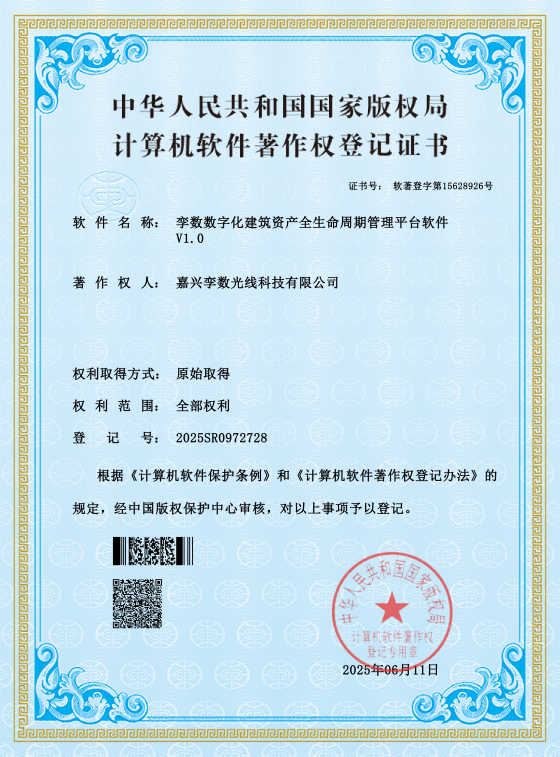 中华人民共和国国家版权局
计算机软件著作权登记证书
证书号： 软著登字第15628926号
软件名称： 孪数数字化建筑资产全生命周期管理平台软件
V1.0
著作权人： 嘉兴孪数光线科技有限公司
权利取得方式： 原始取得
权利范围： 全部权利
登记号： 2025SR0972728
根据《计算机软件保护条例》和《计算机软件著作权登记办法》的
规定，经中国版权保护中心审核，对以上事项予以登记。
中华人民共和国国家版权局
计算机软件著作权
登记专用章
2025年06月11日